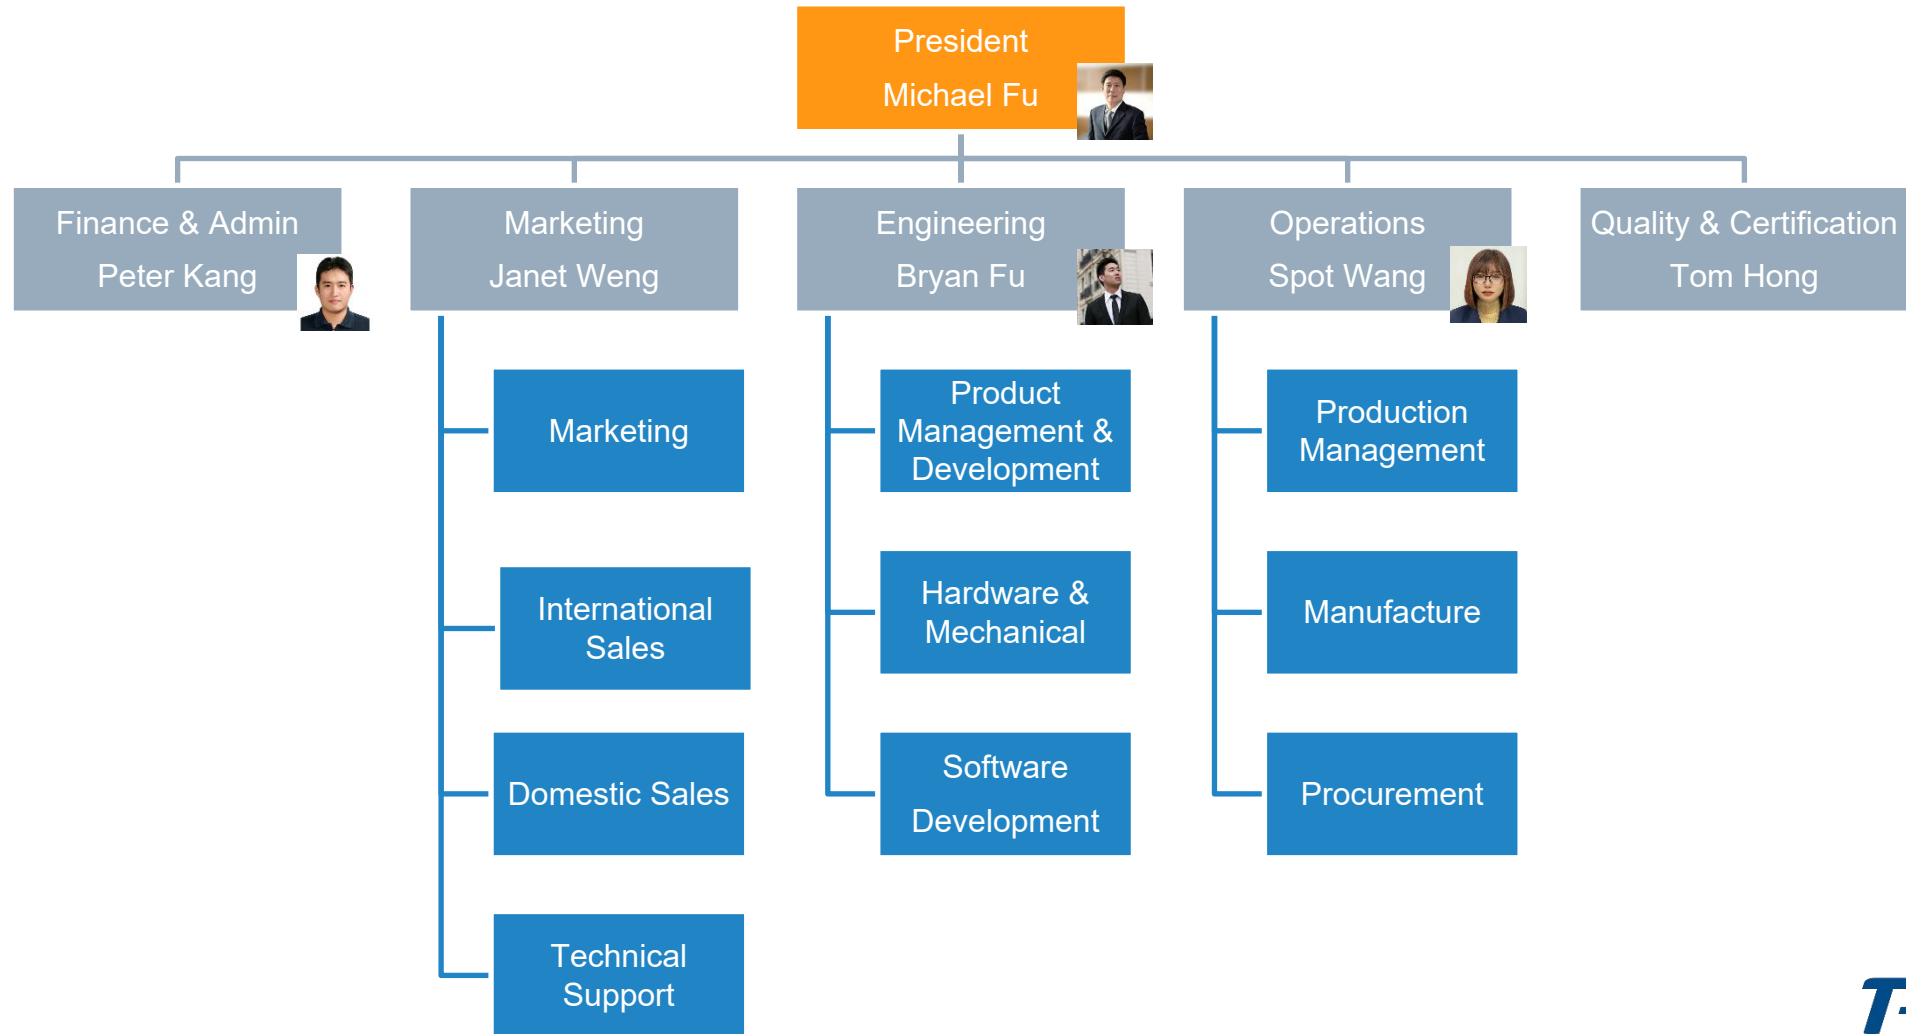 President
Michael Fu
Finance & Admin
Peter Kang
Marketing
Janet Weng
Engineering
Bryan Fu
Operations
Spot Wang
Quality & Certification
Tom Hong
Marketing
International
Sales
Domestic Sales
Technical
Support
Product
Management &
Development
Hardware &
Mechanical
Software
Development
Production
Management
Manufacture
Procurement